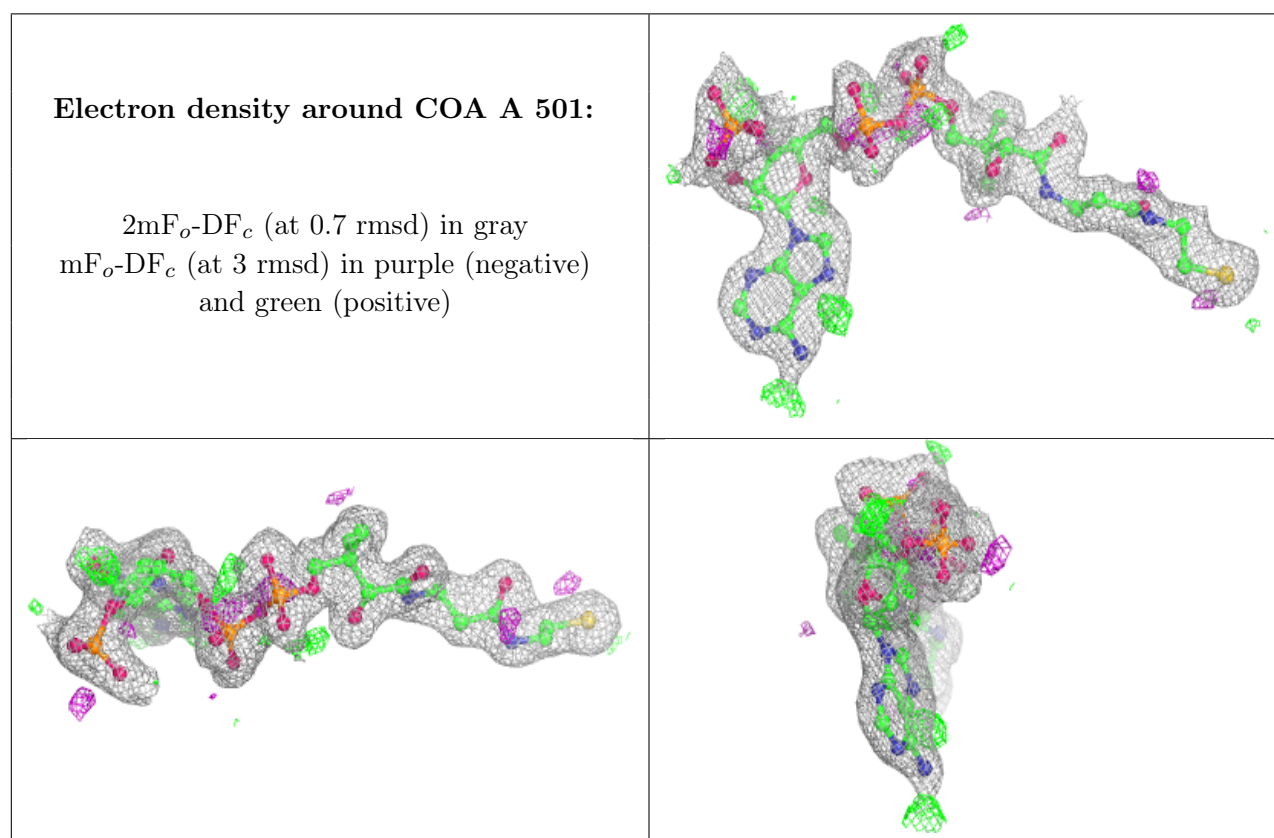 Electron density around COA A 501:
2mFₒ-DF𝒸 (at 0.7 rmsd) in gray
mFₒ-DF𝒸 (at 3 rmsd) in purple (negative)
and green (positive)